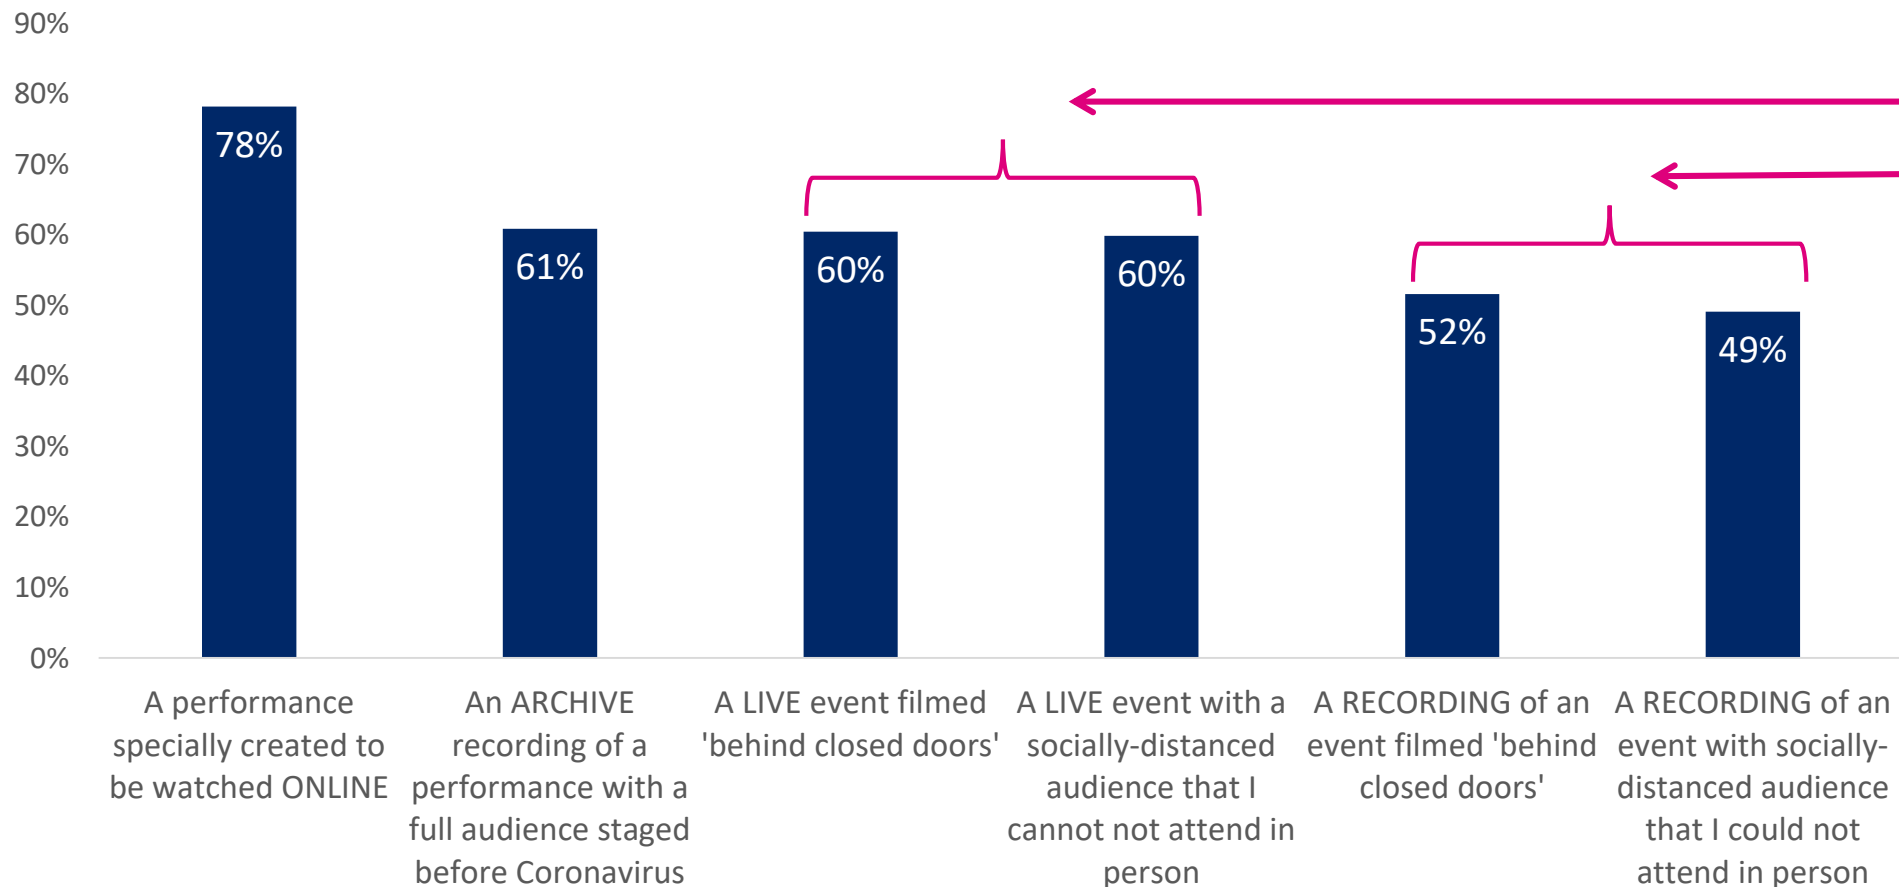 90%
80%
70%
60%
50%
40%
30%
20%
10%
0%
78%
61%
60%
60%
52%
49%
A performance
specially created to
be watched ONLINE
An ARCHIVE
recording of a
performance with a
full audience staged
before Coronavirus
A LIVE event filmed
'behind closed doors'
A LIVE event with a
socially-distanced
audience that I
cannot not attend in
person
A RECORDING of an
event filmed 'behind
closed doors'
A RECORDING of an
event with socially-
distanced audience
that I could not
attend in person